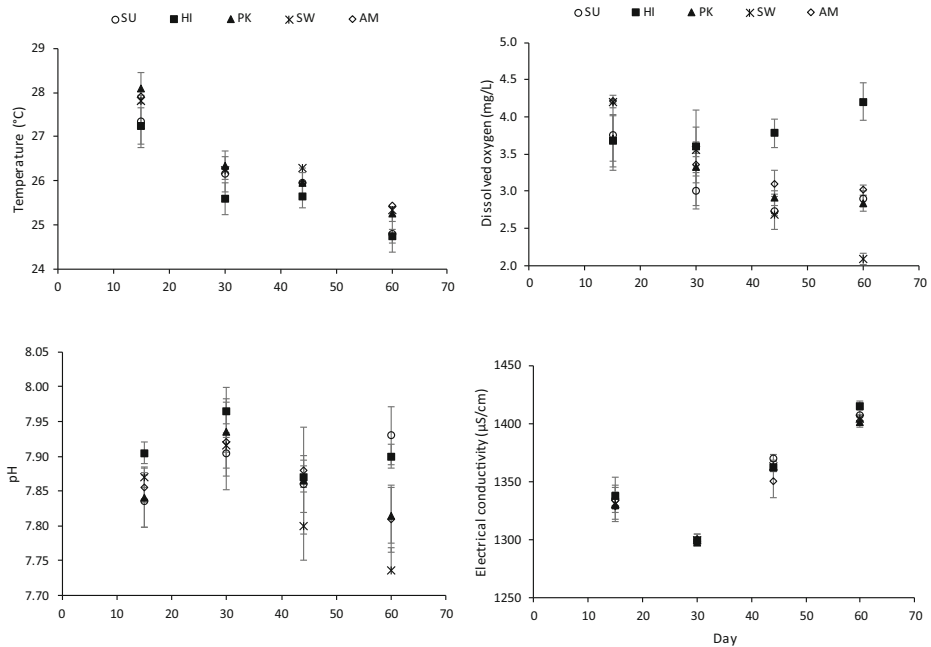 SU HI PK SW AM
Temperature (°C)
29
28
27
26
25
24
0 10 20 30 40 50 60 70
SU HI PK SW AM
Dissolved oxygen (mg/L)
5.0
4.5
4.0
3.5
3.0
2.5
2.0
0 10 20 30 40 50 60 70
pH
8.05
8.00
7.95
7.90
7.85
7.80
7.75
7.70
0 10 20 30 40 50 60 70
Electrical conductivity (µS/cm)
1450
1400
1350
1300
1250
0 10 20 30 40 50 60 70
Day